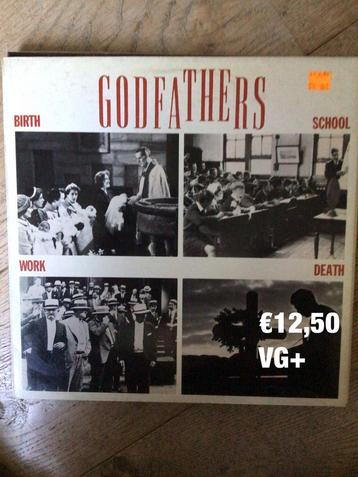 GODFATHERS
BIRTH
SCHOOL
WORK
DEATH
€12,50
VG+